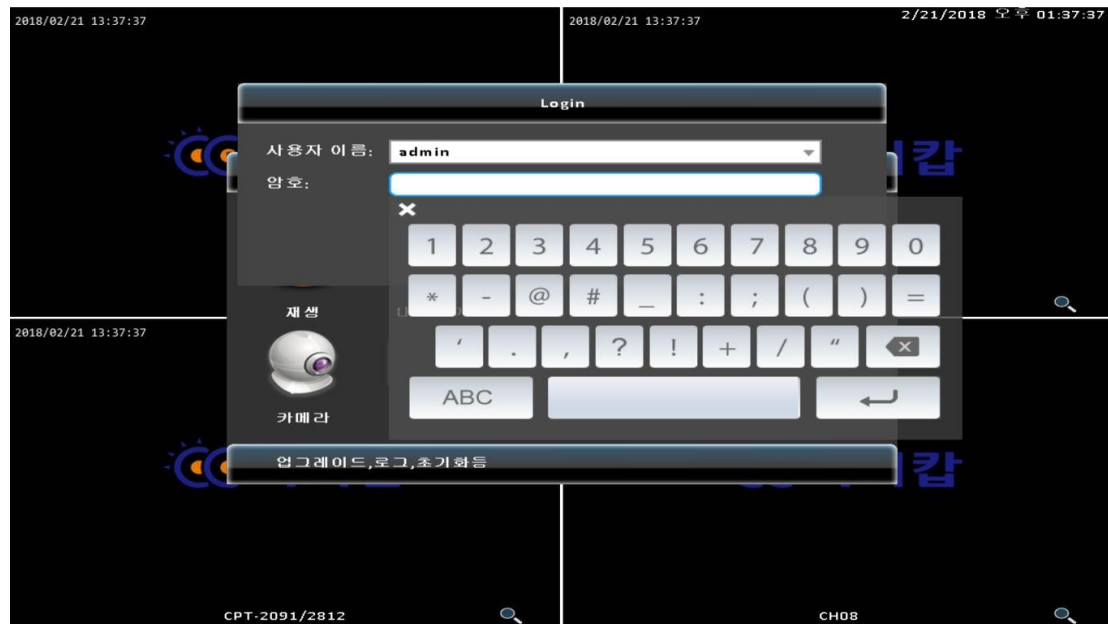 2018/02/21 13:37:37
2018/02/21 13:37:37
2/21/2018 오후 01:37:37
Login
사용자 이름: admin
암호:
1 2 3 4 5 6 7 8 9 0
* - @ # _ : ; ( ) =
' . , ? ! + / "
ABC
재생
2018/02/21 13:37:37
카메라
업그레이드,로그,초기화등
CPT-2091/2812
CH08